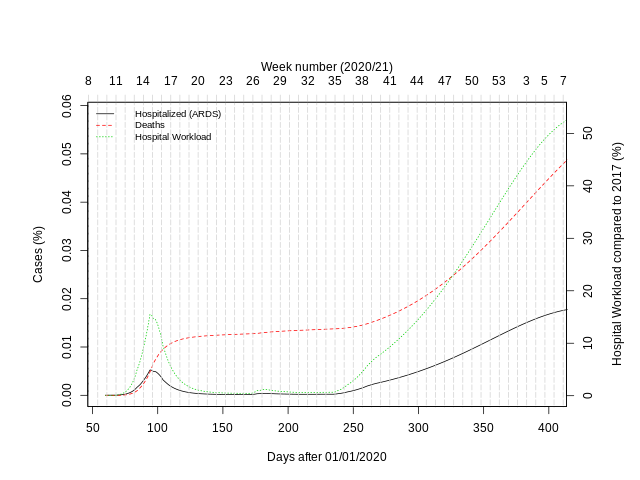 Week number (2020/21)
8 11 14 17 20 23 26 29 32 35 38 41 44 47 50 53 3 5 7
Hospitalized (ARDS)
Deaths
Hospital Workload
Cases (%)
0.00 0.01 0.02 0.03 0.04 0.05 0.06
Hospital Workload compared to 2017 (%)
0 10 20 30 40 50
50 100 150 200 250 300 350 400
Days after 01/01/2020